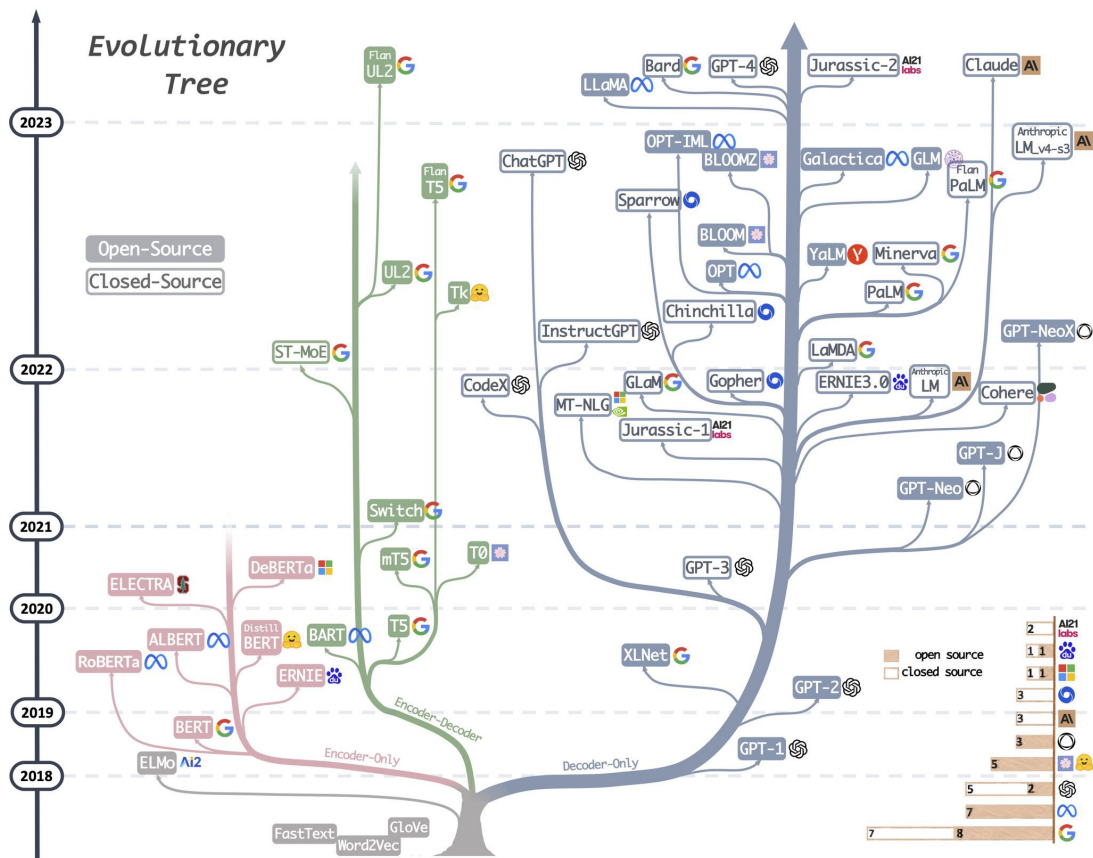 Evolutionary
Tree
Flan
UL2
Bard
GPT-4
Jurassic-2
AI21
labs
Claude
A\
LLaMA
2023
OPT-IML
BLOOMZ
Galactica
GLM
Anthropic
LM_v4-s3
A\
ChatGPT
Flan
T5
Flan
PaLM
Sparrow
Open-Source
Closed-Source
BLOOM
YaLM
Minerva
UL2
OPT
Tk
PaLM
Chinchilla
InstructGPT
GPT-NeoX
ST-MoE
LaMDA
2022
CodeX
GLaM
Gopher
ERNIE3.0
du
Anthropic
LM
A\
Cohere
MT-NLG
Jurassic-1
AI21
labs
GPT-J
GPT-Neo
Switch
2021
DeBERTa
mT5
T0
GPT-3
ELECTRA
S
2020
Distill
BERT
BART
T5
ALBERT
RoBERTa
XLNet
ERNIE
du
GPT-2
2019
BERT
Encoder-Decoder
Encoder-Only
Decoder-Only
GPT-1
ELMo
Ai2
2018
FastText
Word2Vec
GloVe
open source
closed source
2
AI21
labs
1 1
du
1 1
3
3
A\
3
5
5 2
7
7 8